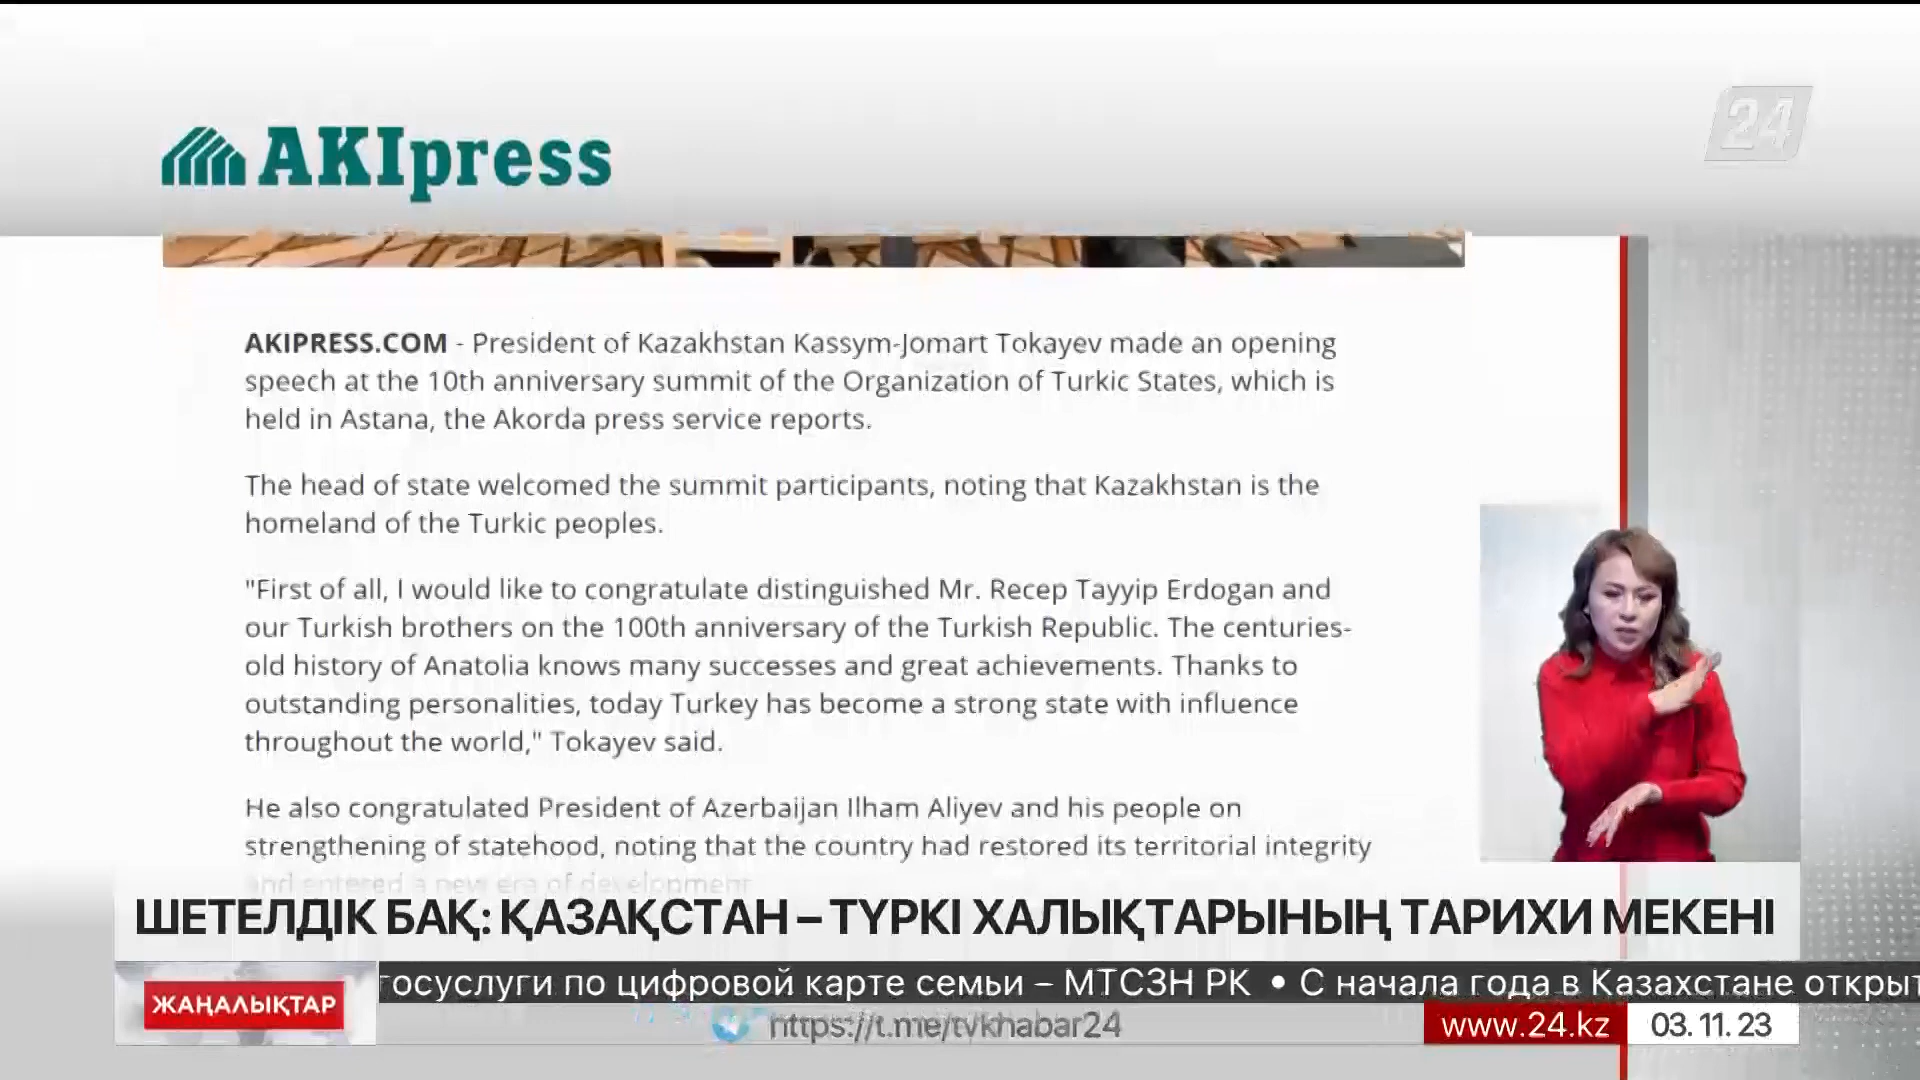 24
AKIpress
AKIPRESS.COM - President of Kazakhstan Kassym-Jomart Tokayev made an opening
speech at the 10th anniversary summit of the Organization of Turkic States, which is
held in Astana, the Akorda press service reports.
The head of state welcomed the summit participants, noting that Kazakhstan is the
homeland of the Turkic peoples.
"First of all, I would like to congratulate distinguished Mr. Recep Tayyip Erdogan and
our Turkish brothers on the 100th anniversary of the Turkish Republic. The centuries-
old history of Anatolia knows many successes and great achievements. Thanks to
outstanding personalities, today Turkey has become a strong state with influence
throughout the world," Tokayev said.
He also congratulated President of Azerbaijan Ilham Aliyev and his people on
strengthening of statehood, noting that the country had restored its territorial integrity
and entered a new era of development
ШЕТЕЛДІК БАҚ: ҚАЗАҚСТАН – ТҮРКІ ХАЛЫҚТАРЫНЫҢ ТАРИХИ МЕКЕНІ
ЖАҢАЛЫҚТАР
госуслуги по цифровой карте семьи – МТСЗН РК • С начала года в Казахстане открыт
https://t.me/tvkhabar24
www.24.kz
03. 11. 23